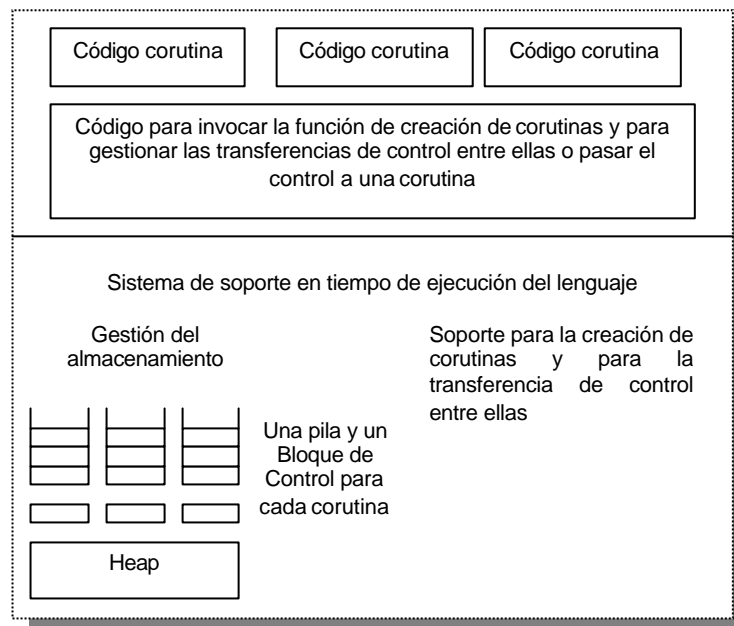 Código corutina
Código corutina
Código corutina
Código para invocar la función de creación de corutinas y para
gestionar las transferencias de control entre ellas o pasar el
control a una corutina
Sistema de soporte en tiempo de ejecución del lenguaje
Gestión del
almacenamiento
Soporte para la creación de
corutinas y para la
transferencia de control
entre ellas
Una pila y un
Bloque de
Control para
cada corutina
Heap